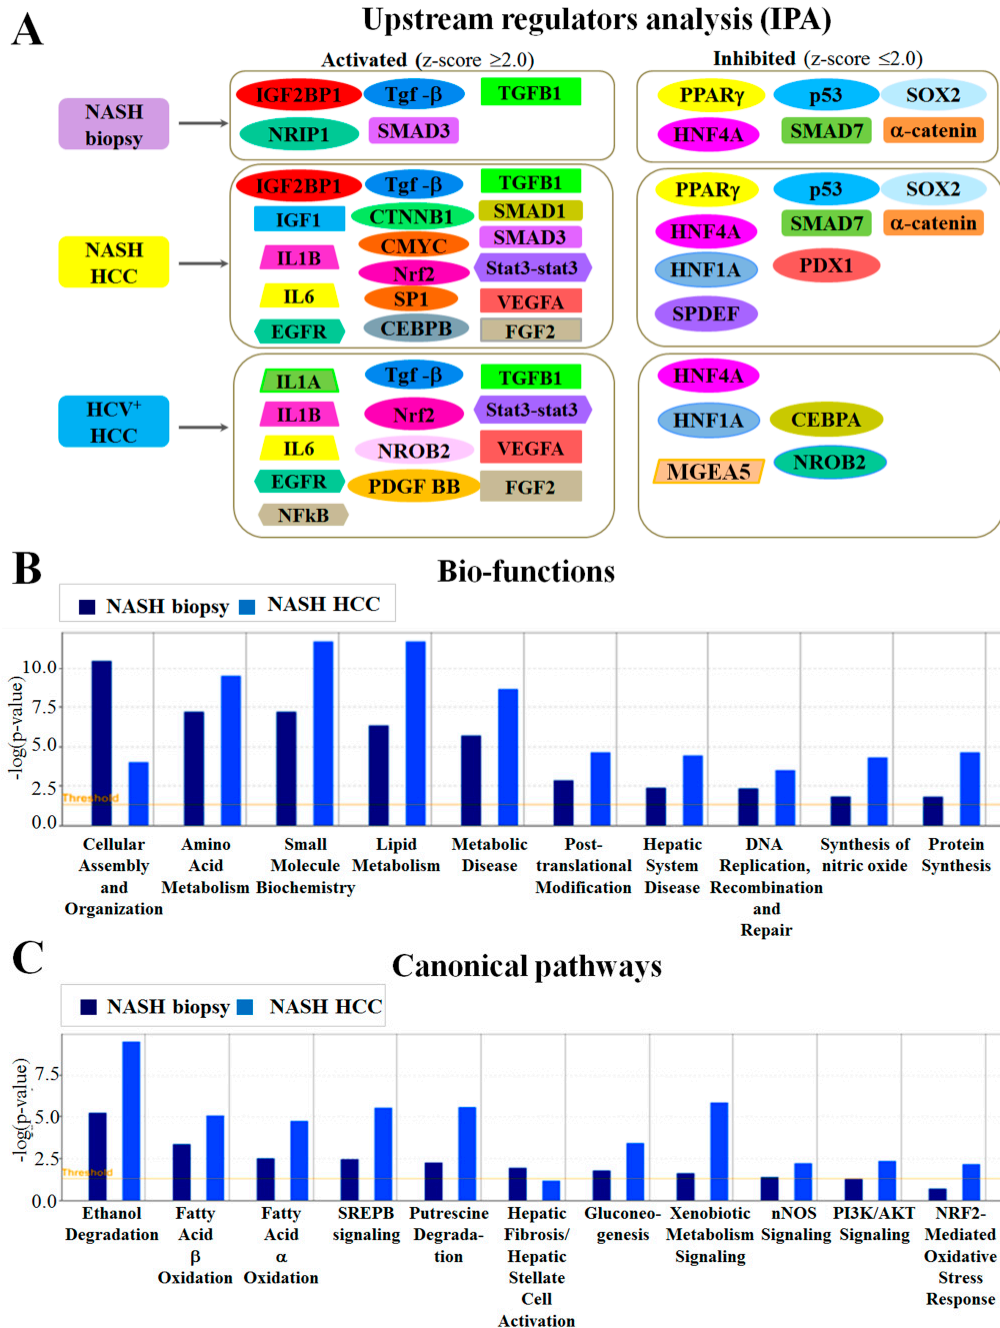 A
Upstream regulators analysis (IPA)
Activated (z-score ≥2.0)
Inhibited (z-score ≤2.0)
NASH
biopsy
IGF2BP1 Tgf -β TGFB1
NRIP1 SMAD3
PPARγ p53 SOX2
HNF4A SMAD7 α-catenin
NASH
HCC
IGF2BP1 Tgf -β TGFB1
IGF1 CTNNB1 SMAD1
CMYC SMAD3
IL1B Nrf2 Stat3-stat3
IL6 SP1 VEGFA
EGFR CEBPB FGF2
PPARγ p53 SOX2
HNF4A SMAD7 α-catenin
HNF1A PDX1
SPDEF
HCV+
HCC
IL1A Tgf -β TGFB1
IL1B Nrf2 Stat3-stat3
IL6 NROB2 VEGFA
EGFR PDGF BB FGF2
NFkB
HNF4A
HNF1A CEBPA
MGEA5 NROB2
B
Bio-functions
NASH biopsy NASH HCC
-log(p-value)
10.0
7.5
5.0
2.5
0.0
Threshold
Cellular
Assembly
and
Organization
Amino
Acid
Metabolism
Small
Molecule
Biochemistry
Lipid
Metabolism
Metabolic
Disease
Post-
translational
Modification
Hepatic
System
Disease
DNA
Replication,
Recombination
and
Repair
Synthesis of
nitric oxide
Protein
Synthesis
C
Canonical pathways
NASH biopsy NASH HCC
-log(p-value)
7.5
5.0
2.5
0.0
Threshold
Ethanol
Degradation
Fatty
Acid
β
Oxidation
Fatty
Acid
α
Oxidation
SREPB
signaling
Putrescine
Degrada-
tion
Hepatic
Fibrosis/
Hepatic
Stellate
Cell
Activation
Gluconeo-
genesis
Xenobiotic
Metabolism
Signaling
nNOS
Signaling
PI3K/AKT
Signaling
NRF2-
Mediated
Oxidative
Stress
Response